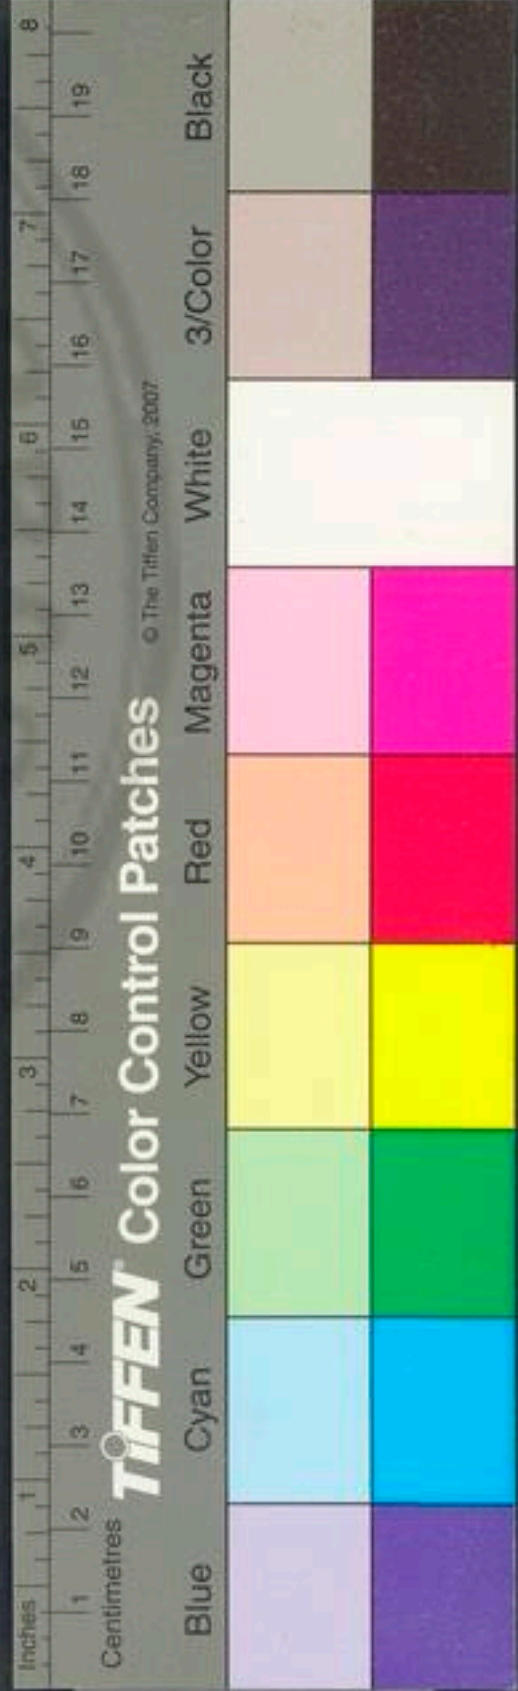 Inches 1 2 3 4 5 6 7 8
Centimetres 1 2 3 4 5 6 7 8 9 10 11 12 13 14 15 16 17 18 19
TIFFEN® Color Control Patches
© The Tiffen Company, 2007
Blue Cyan Green Yellow Red Magenta White 3/Color Black